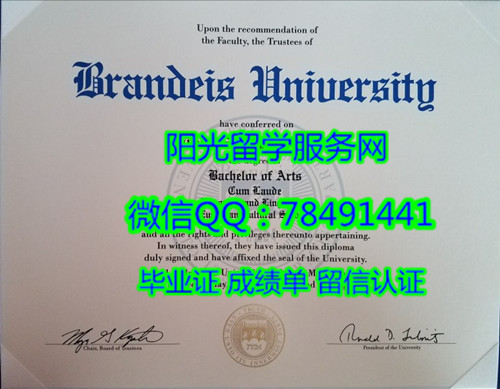 Upon the recommendation of
the Faculty, the Trustees of
Brandeis University
have conferred on
阳光留学服务网
Bachelor of Arts
Cum Laude
微信QQ：78491441
and all the rights and privileges thereunto appertaining.
In witness thereof, they have issued this diploma
duly signed and have affixed the seal of the University.
毕业证 成绩单 留信认证
Chair, Board of Trustees
President of the University